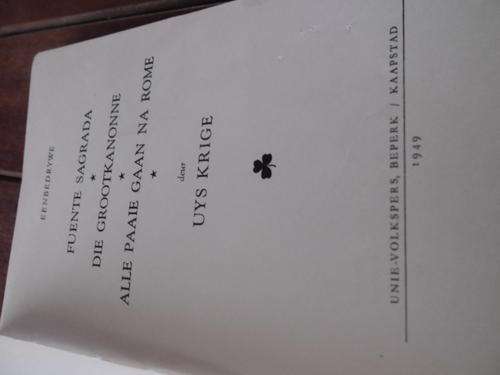 EENBEDRYWE
FUENTE SAGRADA
★
DIE GROOTKANONNE
★
ALLE PAAIE GAAN NA ROME
★
deur
UYS KRIGE
UNIE-VOLKSPERS, BEPERK / KAAPSTAD
1949